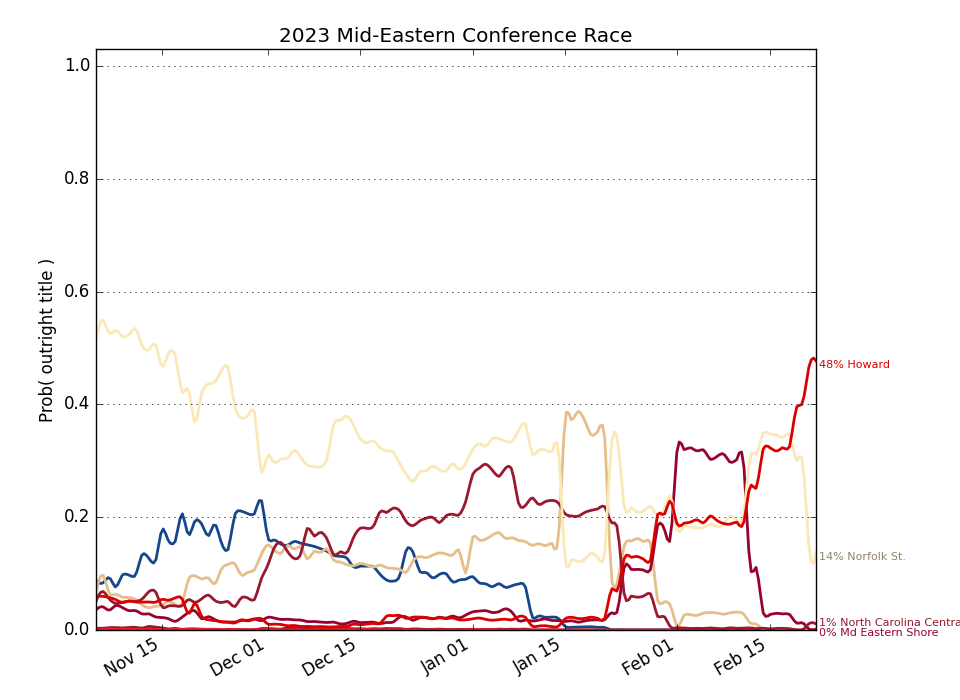 2023 Mid-Eastern Conference Race
Prob( outright title )
1.0
0.8
0.6
0.4
0.2
0.0
48% Howard
14% Norfolk St.
1% North Carolina Centra
0% Md Eastern Shore
Nov 15
Dec 01
Dec 15
Jan 01
Jan 15
Feb 01
Feb 15